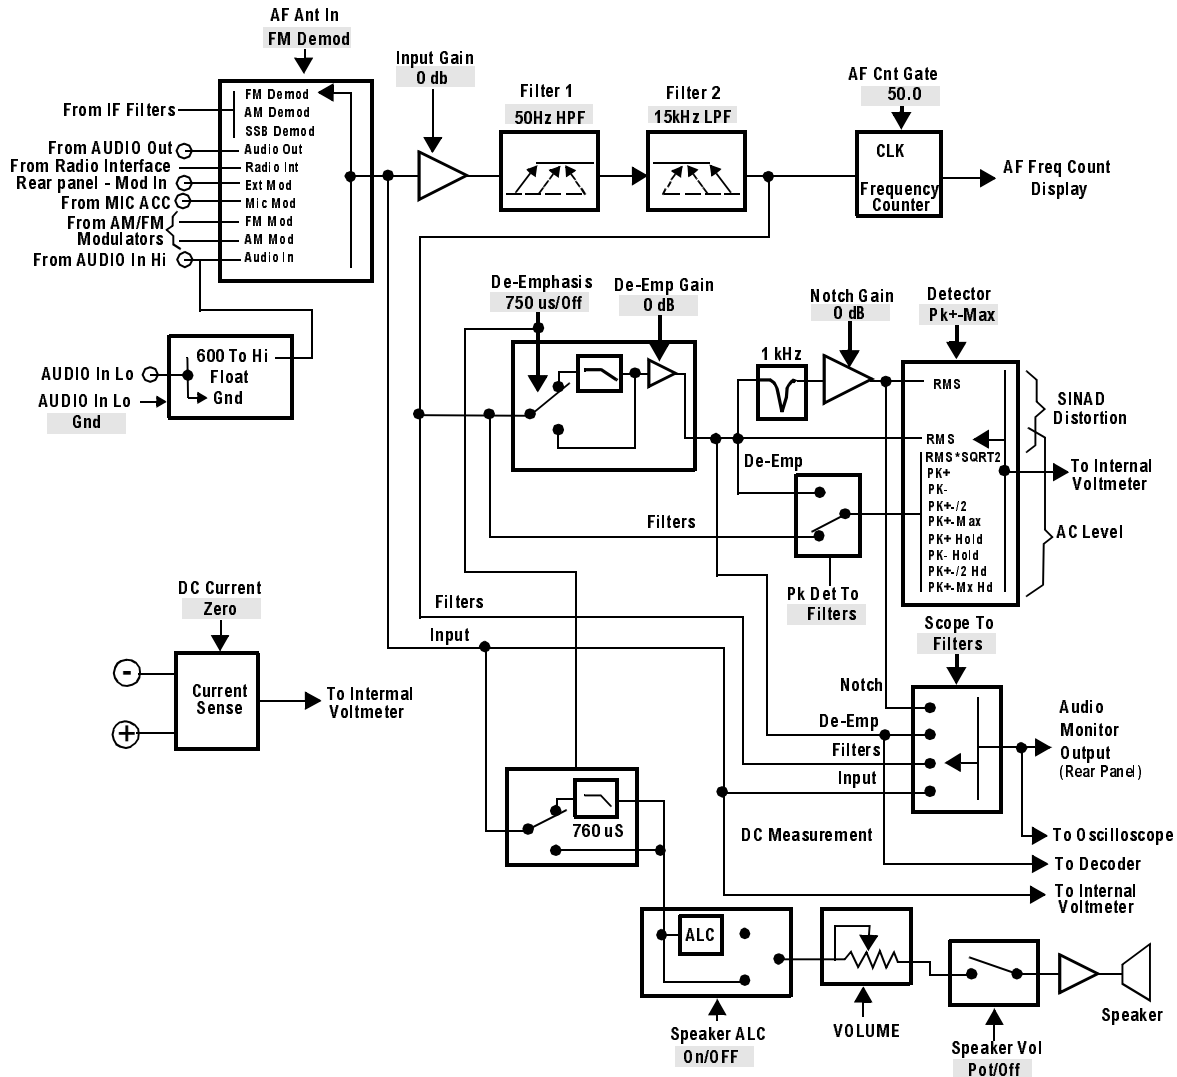 AF Ant In
FM Demod
Input Gain
0 db
Filter 1
50Hz HPF
Filter 2
15kHz LPF
AF Cnt Gate
50.0
From IF Filters
From AUDIO Out
From Radio Interface
Rear panel - Mod In
From MIC ACC
From AM/FM
Modulators
From AUDIO In Hi
FM Demod
AM Demod
SSB Demod
Audio Out
Radio Int
Ext Mod
Mic Mod
FM Mod
AM Mod
Audio In
CLK
Frequency
Counter
AF Freq Count
Display
AUDIO In Lo
AUDIO In Lo
Gnd
600 To Hi
Float
Gnd
De-Emphasis
750 us/Off
De-Emp Gain
0 dB
Notch Gain
0 dB
Detector
Pk+-Max
1 kHz
RMS
RMS
RMS*SQRT2
PK+
PK-
PK+-/2
PK+-Max
PK+ Hold
PK- Hold
PK+-/2 Hd
PK+-Mx Hd
SINAD
Distortion
To Internal
Voltmeter
AC Level
De-Emp
Filters
Pk Det To
Filters
Filters
Input
DC Current
Zero
-
+
Current
Sense
To Internal
Voltmeter
Scope To
Filters
Notch
De-Emp
Filters
Input
Audio
Monitor
Output
(Rear Panel)
760 uS
DC Measurement
To Oscilloscope
To Decoder
To Internal
Voltmeter
ALC
Speaker ALC
On/OFF
VOLUME
Speaker Vol
Pot/Off
Speaker